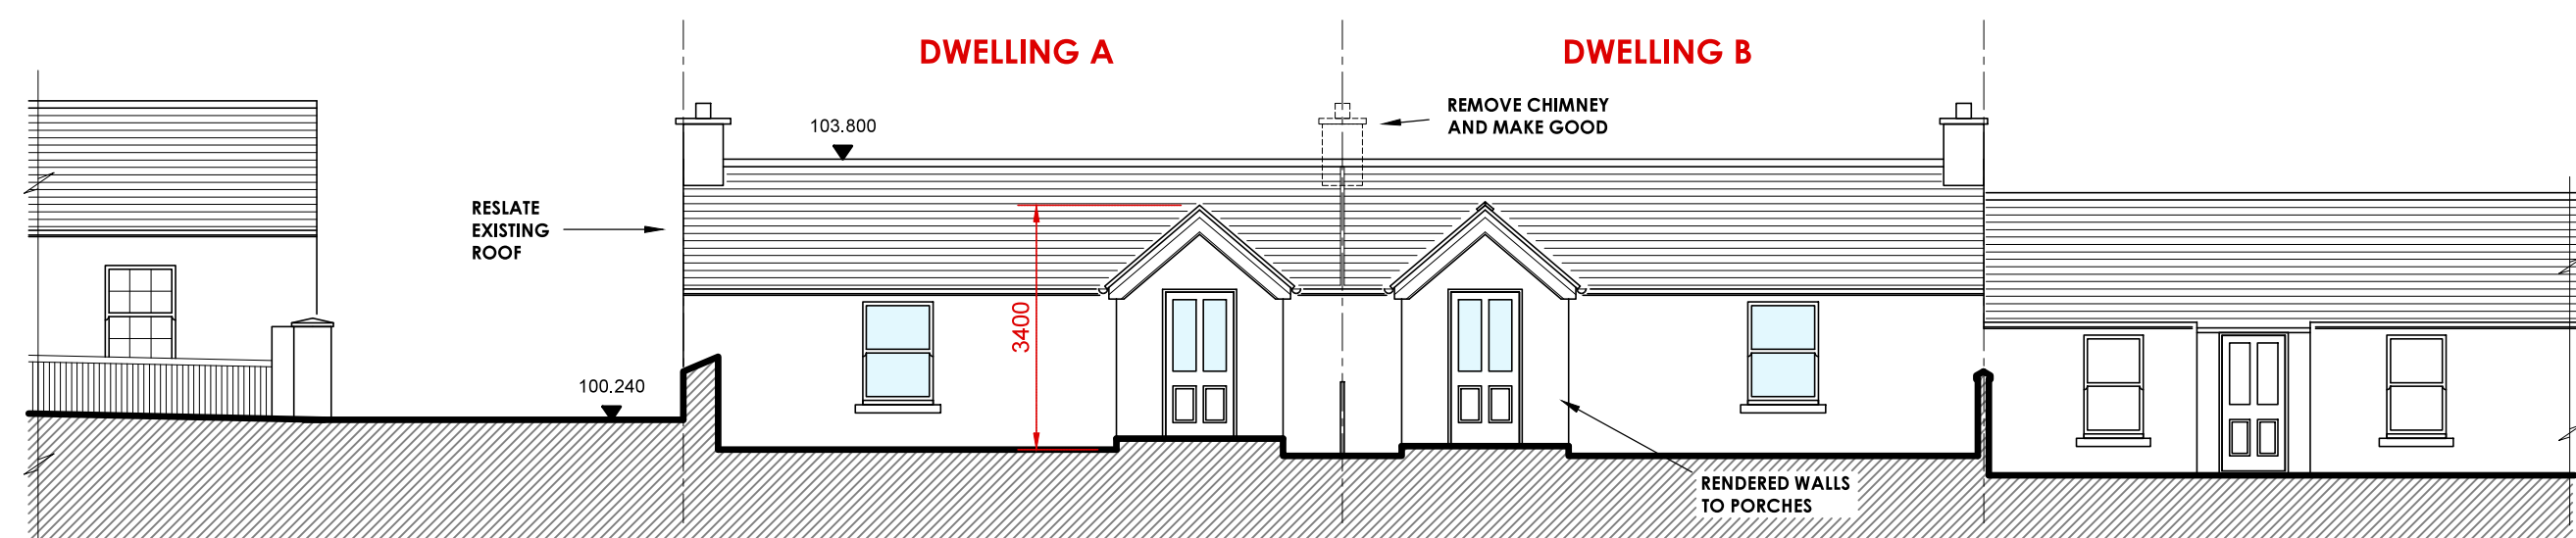 DWELLING A
DWELLING B
REMOVE CHIMNEY
AND MAKE GOOD
103.800
RESLATE
EXISTING
ROOF
3400
100.240
RENDERED WALLS
TO PORCHES